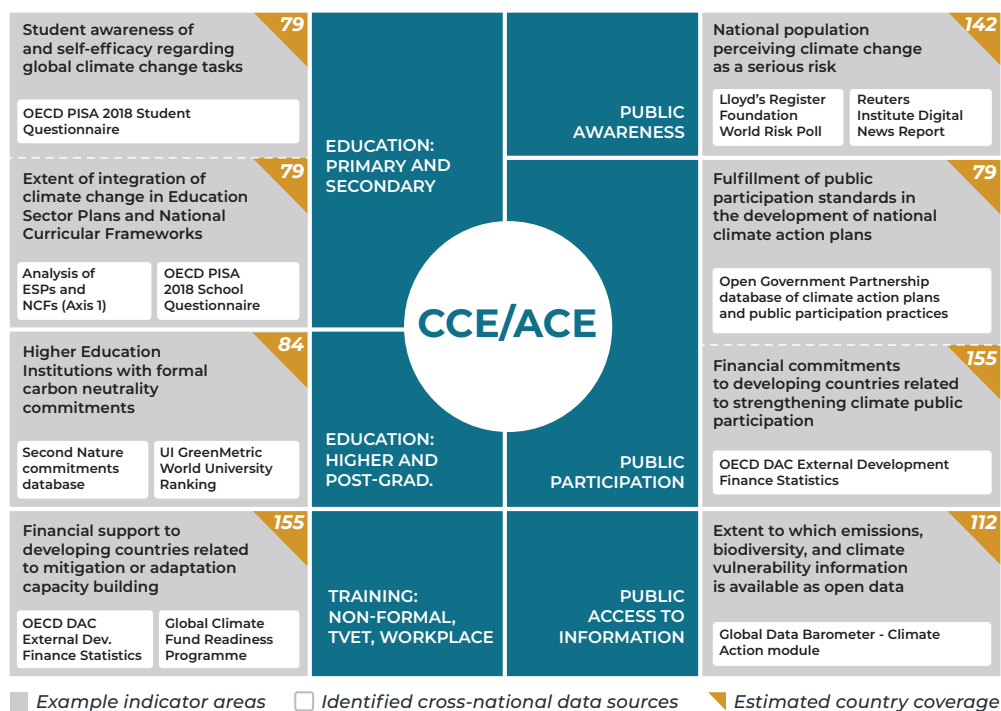 Student awareness of
and self-efficacy regarding
global climate change tasks
79
OECD PISA 2018 Student
Questionnaire
Extent of integration of
climate change in Education
Sector Plans and National
Curricular Frameworks
79
Analysis of
ESPs and
NCFs (Axis 1)
OECD PISA
2018 School
Questionnaire
EDUCATION:
PRIMARY AND
SECONDARY
Higher Education
Institutions with formal
carbon neutrality
commitments
84
Second Nature
commitments
database
UI GreenMetric
World University
Ranking
EDUCATION:
HIGHER AND
POST-GRAD.
Financial support to
developing countries related
to mitigation or adaptation
capacity building
155
OECD DAC
External Dev.
Finance Statistics
Global Climate
Fund Readiness
Programme
TRAINING:
NON-FORMAL,
TVET, WORKPLACE
CCE/ACE
PUBLIC
AWARENESS
National population
perceiving climate change
as a serious risk
142
Lloyd’s Register
Foundation
World Risk Poll
Reuters
Institute Digital
News Report
PUBLIC
PARTICIPATION
Fulfillment of public
participation standards in
the development of national
climate action plans
79
Open Government Partnership
database of climate action plans
and public participation practices
Financial commitments
to developing countries related
to strengthening climate public
participation
155
OECD DAC External Development
Finance Statistics
PUBLIC
ACCESS TO
INFORMATION
Extent to which emissions,
biodiversity, and climate
vulnerability information
is available as open data
112
Global Data Barometer - Climate
Action module
Example indicator areas
Identified cross-national data sources
Estimated country coverage